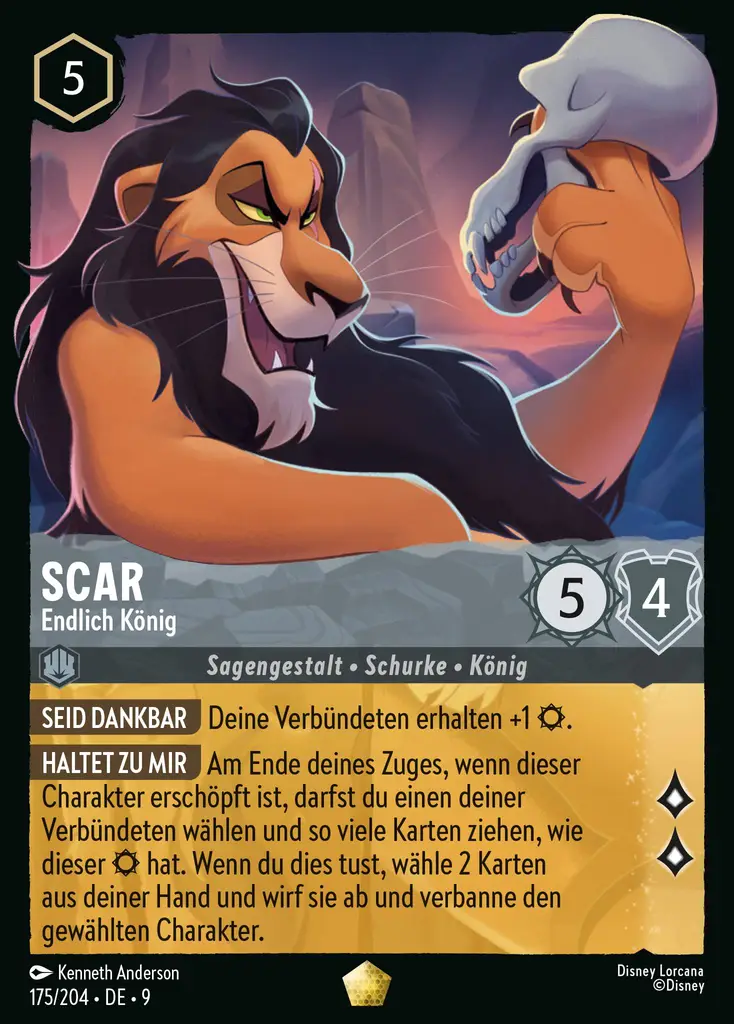 5
SCAR
Endlich König
5
4
Sagengestalt • Schurke • König
SEID DANKBAR Deine Verbündeten erhalten +1 .
HALTET ZU MIR Am Ende deines Zuges, wenn dieser
Charakter erschöpft ist, darfst du einen deiner
Verbündeten wählen und so viele Karten ziehen, wie
dieser hat. Wenn du dies tust, wähle 2 Karten
aus deiner Hand und wirf sie ab und verbanne den
gewählten Charakter.
Kenneth Anderson
175/204 • DE • 9
Disney Lorcana
©Disney